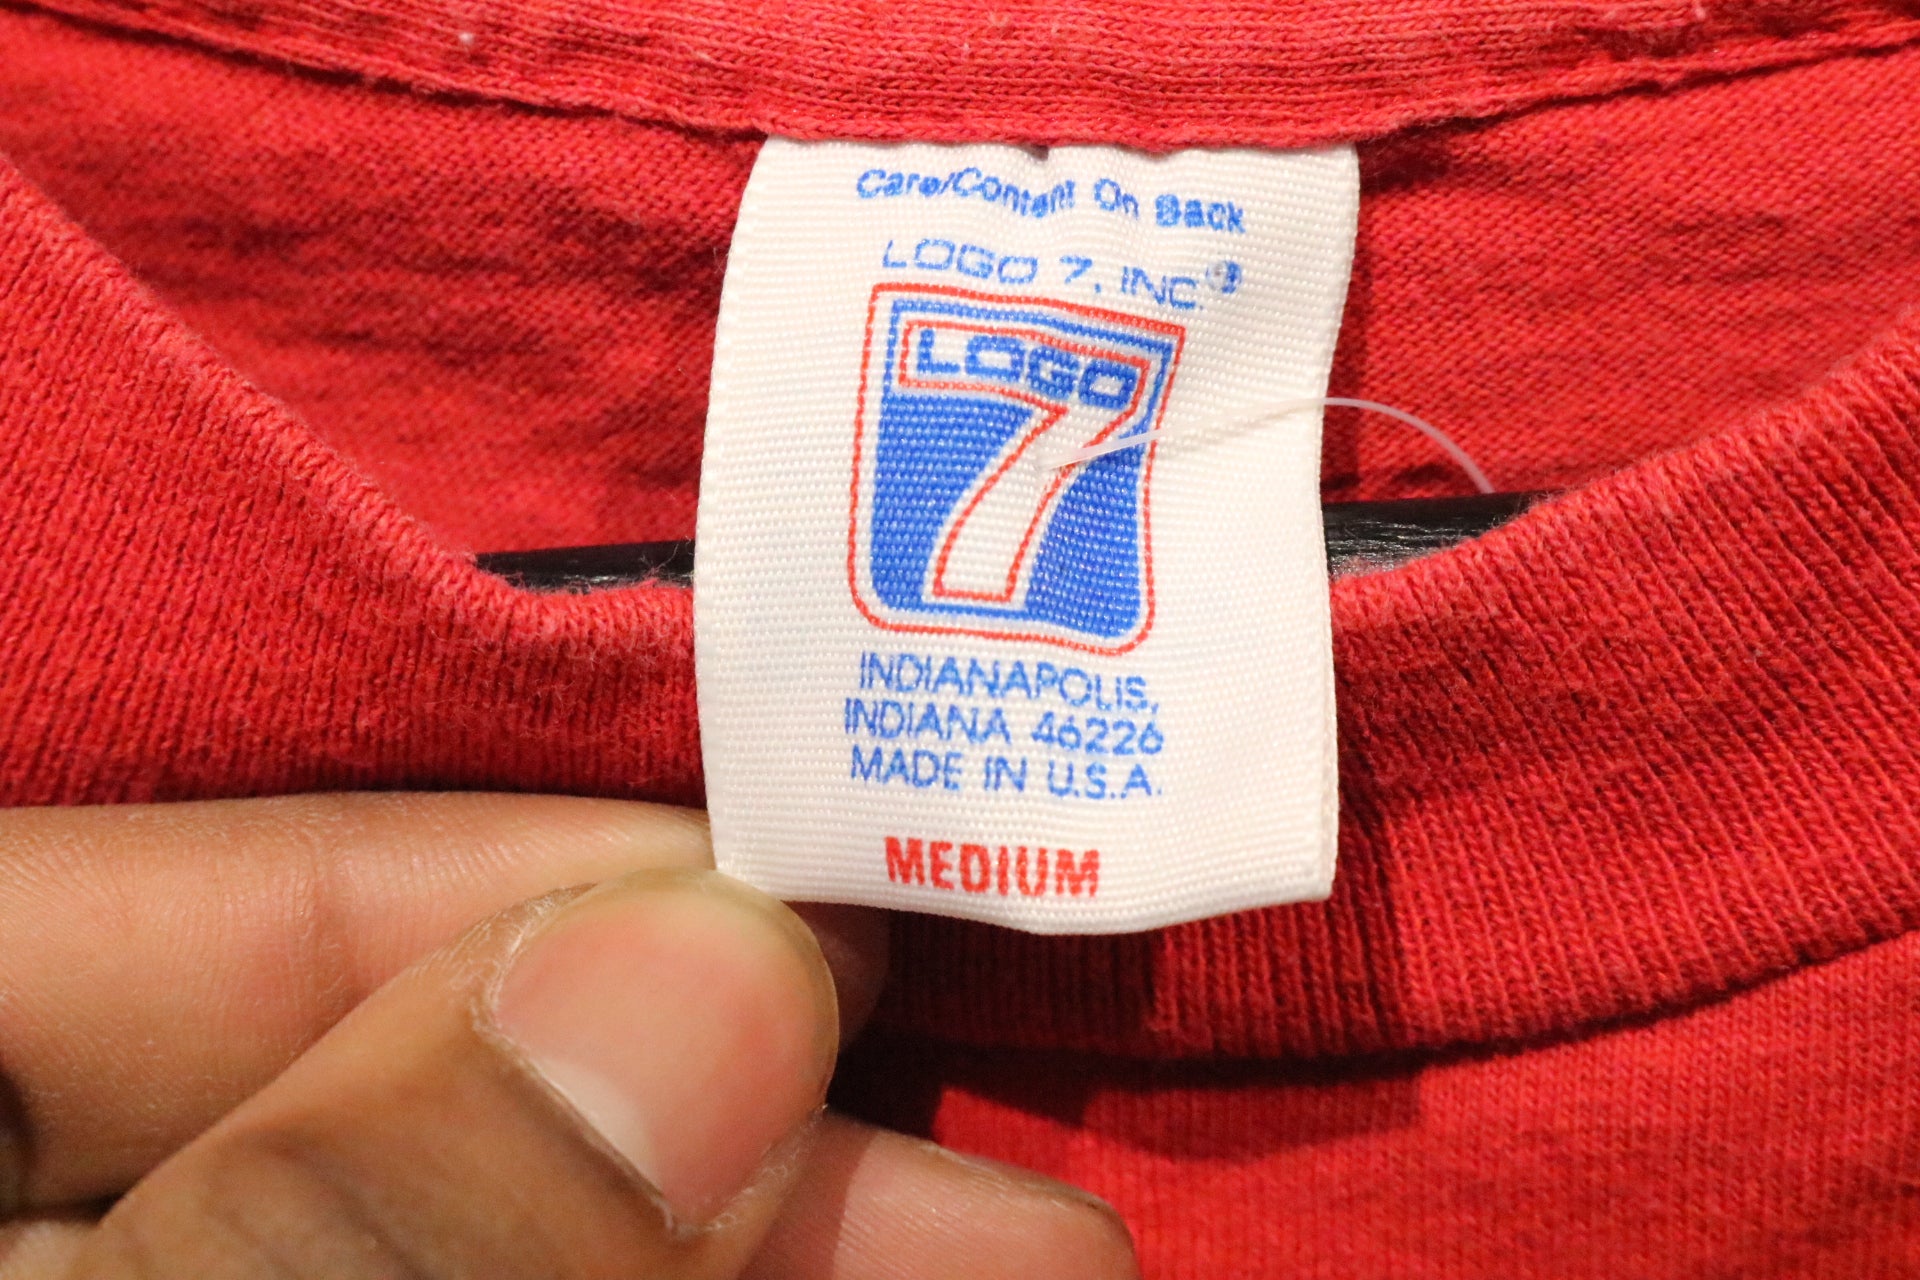 Care/Content On Back
LOGO 7, INC.®
LOGO
7
INDIANAPOLIS,
INDIANA 46226
MADE IN U.S.A.
MEDIUM